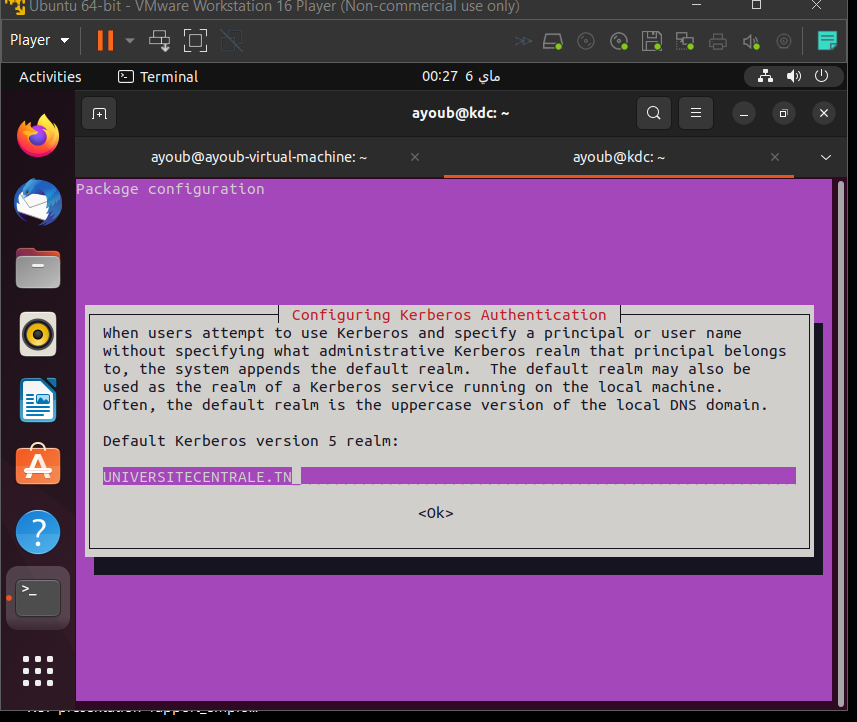 Ubuntu 64-bit - VMware Workstation 16 Player (Non-commercial use only)
Player
Activities
Terminal
00:27 6 ماي
ayoub@kdc: ~
ayoub@ayoub-virtual-machine: ~
ayoub@kdc: ~
Package configuration
Configuring Kerberos Authentication
When users attempt to use Kerberos and specify a principal or user name
without specifying what administrative Kerberos realm that principal belongs
to, the system appends the default realm.  The default realm may also be
used as the realm of a Kerberos service running on the local machine.
Often, the default realm is the uppercase version of the local DNS domain.
Default Kerberos version 5 realm:
UNIVERSITECENTRALE.TN
<Ok>